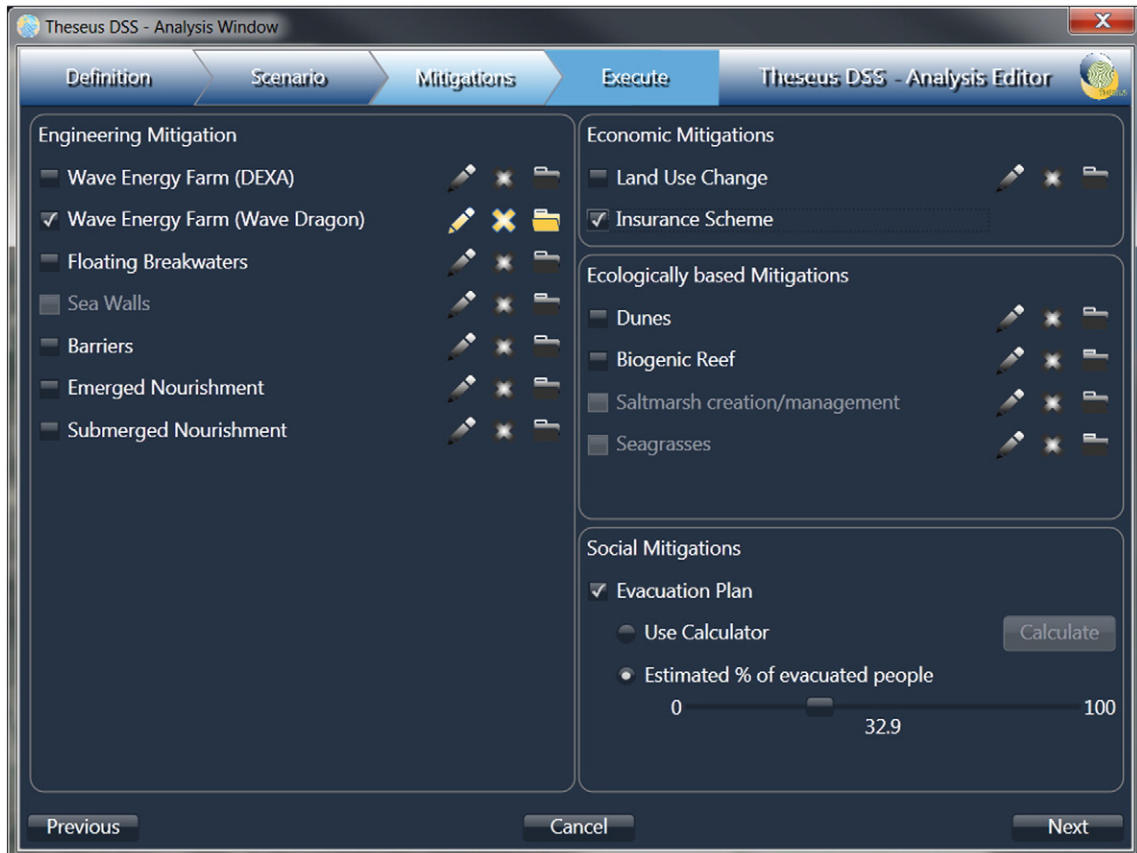 Theseus DSS - Analysis Window
Definition
Scenario
Mitigations
Execute
Theseus DSS - Analysis Editor
THESEUS
Engineering Mitigation
Wave Energy Farm (DEXA)
Wave Energy Farm (Wave Dragon)
Floating Breakwaters
Sea Walls
Barriers
Emerged Nourishment
Submerged Nourishment
Economic Mitigations
Land Use Change
Insurance Scheme
Ecologically based Mitigations
Dunes
Biogenic Reef
Saltmarsh creation/management
Seagrasses
Social Mitigations
Evacuation Plan
Use Calculator
Calculate
Estimated % of evacuated people
0
100
32.9
Previous
Cancel
Next